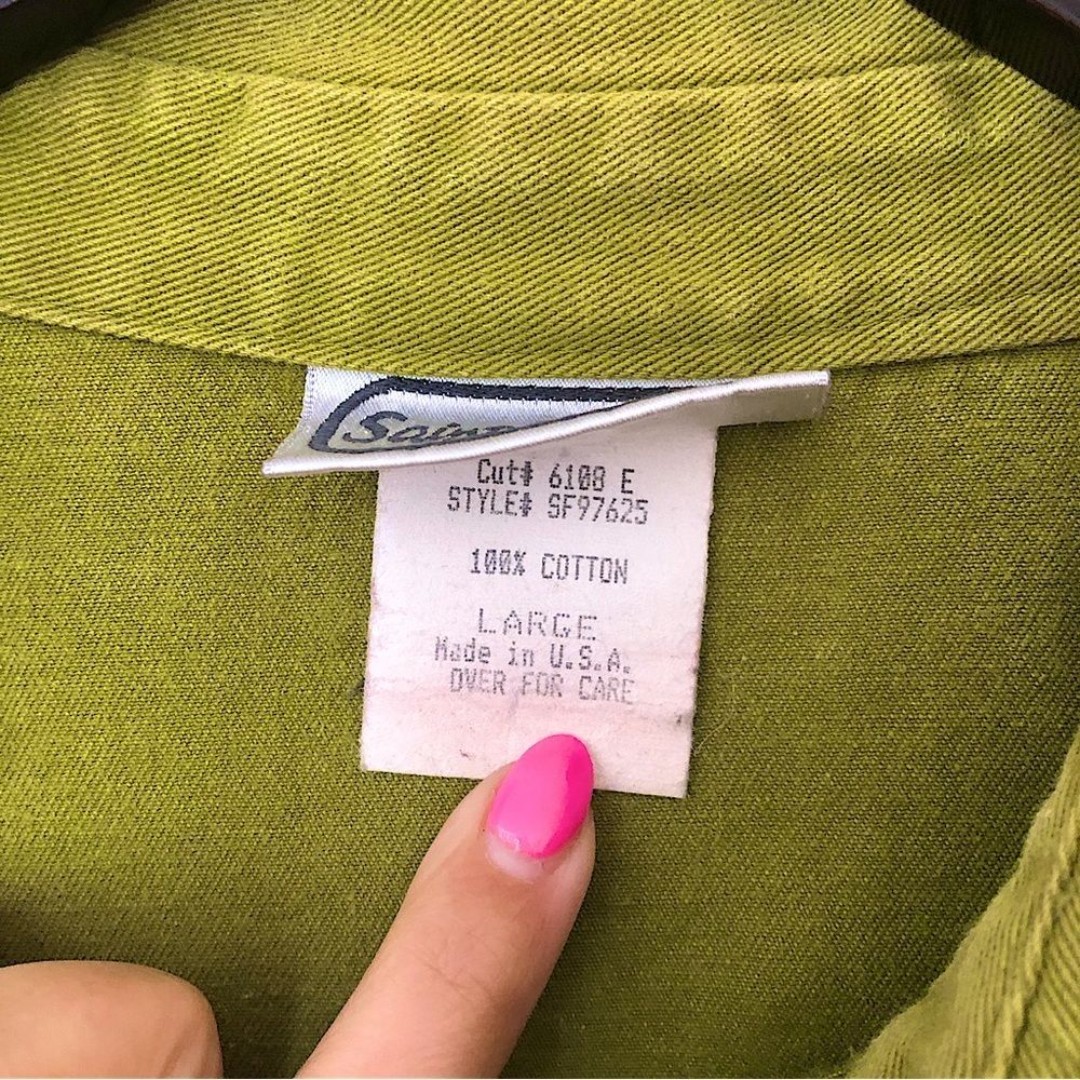 Cut# 6108 E
STYLE# SF97625
100% COTTON
LARGE
Made in U.S.A.
OVER FOR CARE